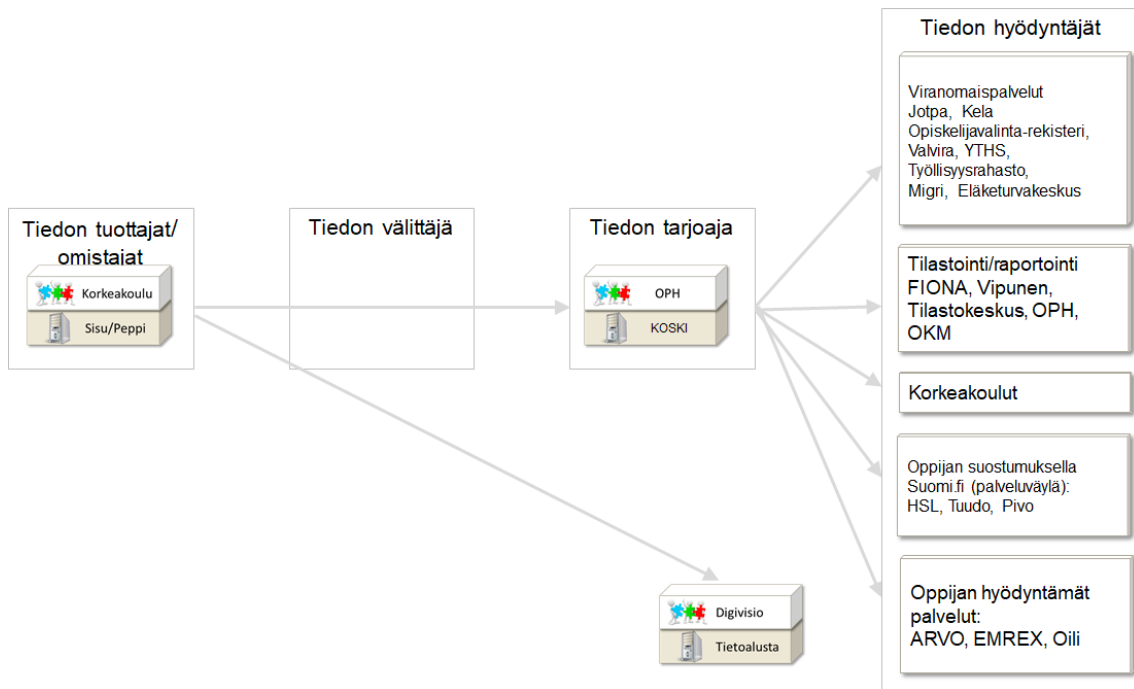 Tiedon tuottajat/
omistajat
Korkeakoulu
Sisu/Peppi
Tiedon välittäjä
Tiedon tarjoaja
OPH
KOSKI
Digivisio
Tietoalusta
Tiedon hyödyntäjät
Viranomaispalvelut
Jotpa, Kela
Opiskelijavalinta-rekisteri,
Valvira, YTHS,
Työllisyysrahasto,
Migri, Eläketurvakeskus
Tilastointi/raportointi
FIONA, Vipunen,
Tilastokeskus, OPH,
OKM
Korkeakoulut
Oppijan suostumuksella
Suomi.fi (palveluväylä):
HSL, Tuudo, Pivo
Oppijan hyödyntämät
palvelut:
ARVO, EMREX, Oili